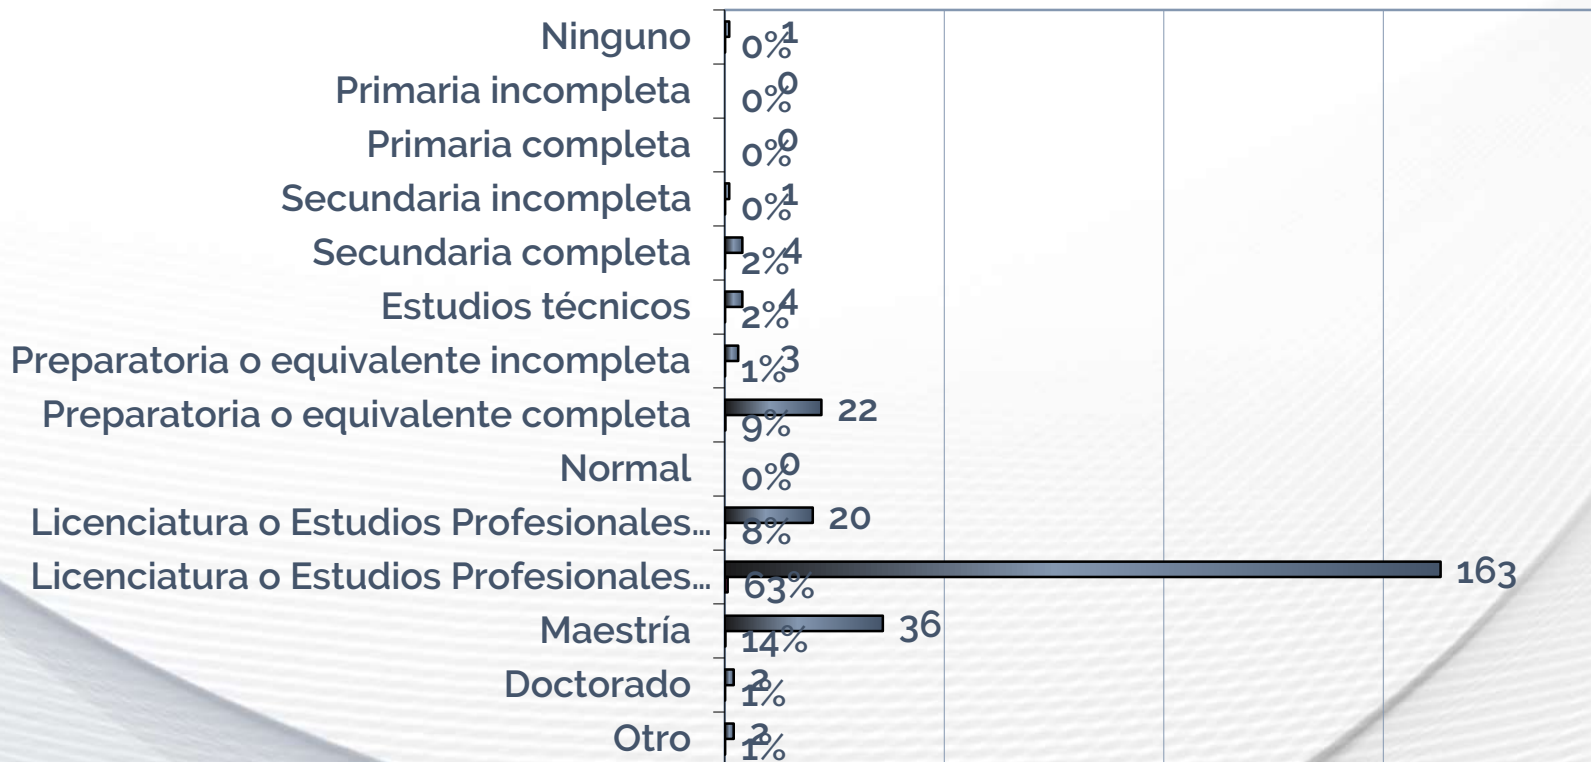 Ninguno 1
0%
Primaria incompleta 0
0%
Primaria completa 0
0%
Secundaria incompleta 1
0%
Secundaria completa 4
2%
Estudios técnicos 4
2%
Preparatoria o equivalente incompleta 3
1%
Preparatoria o equivalente completa 22
9%
Normal 0
0%
Licenciatura o Estudios Profesionales... 20
8%
Licenciatura o Estudios Profesionales... 163
63%
Maestría 36
14%
Doctorado 2
1%
Otro 2
1%